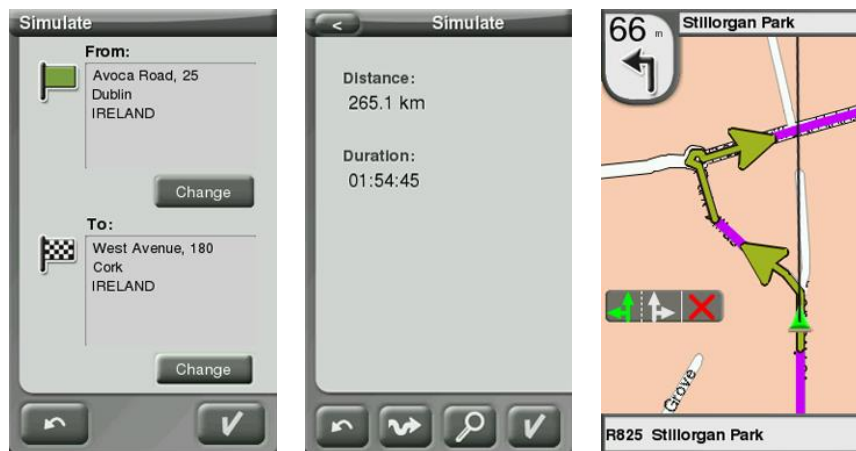 Simulate
From:
Avoca Road, 25
Dublin
IRELAND
Change
To:
West Avenue, 180
Cork
IRELAND
Change
<
Simulate
Distance:
265.1 km
Duration:
01:54:45
66 m
Stillorgan Park
Grove
R825 Stillorgan Park